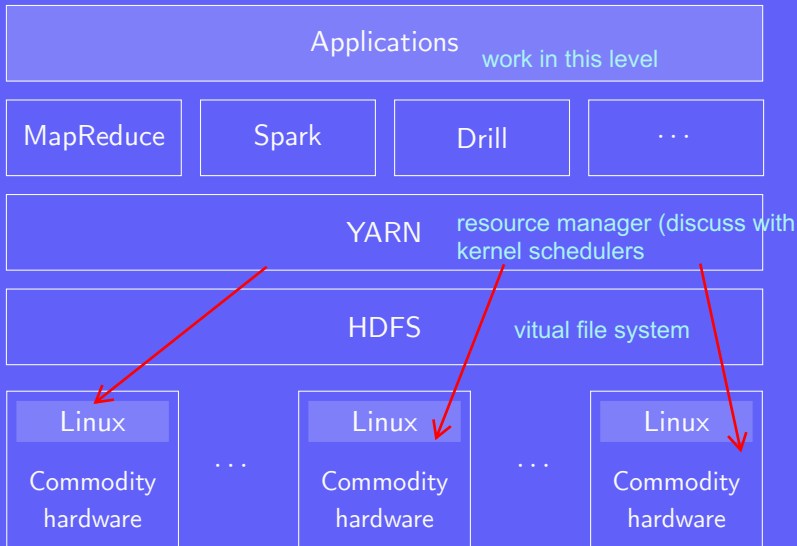 Applications
work in this level
MapReduce
Spark
Drill
...
YARN
resource manager (discuss with
kernel schedulers
HDFS
vitual file system
Linux
Linux
Linux
...
...
Commodity
hardware
Commodity
hardware
Commodity
hardware